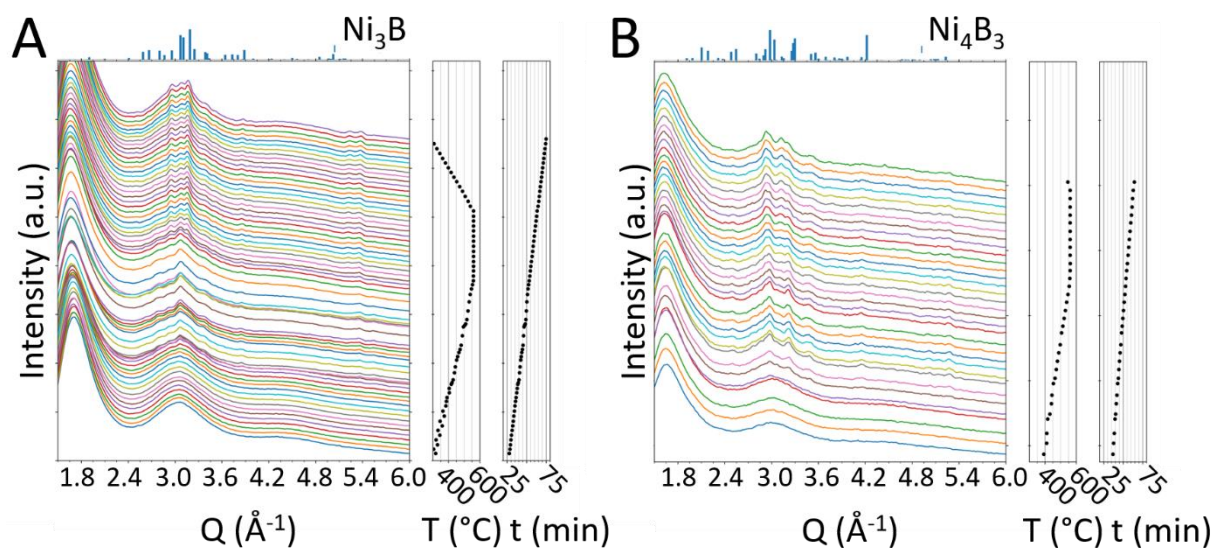 A
Ni₃B
Intensity (a.u.)
1.8 2.4 3.0 3.6 4.2 4.8 5.4 6.0
Q (Å⁻¹)
400 600
T (°C)
25 75
t (min)
B
Ni₄B₃
Intensity (a.u.)
1.8 2.4 3.0 3.6 4.2 4.8 5.4 6.0
Q (Å⁻¹)
400 600
T (°C)
25 75
t (min)